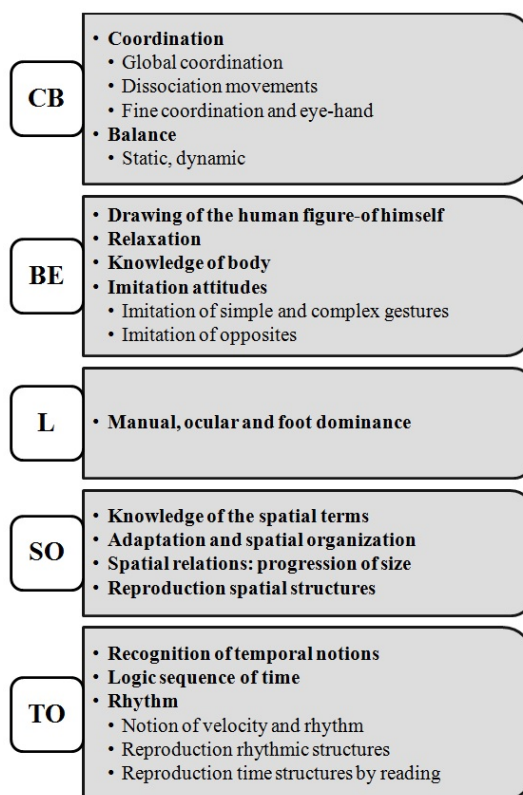 CB
• Coordination
• Global coordination
• Dissociation movements
• Fine coordination and eye-hand
• Balance
• Static, dynamic
BE
• Drawing of the human figure-of himself
• Relaxation
• Knowledge of body
• Imitation attitudes
• Imitation of simple and complex gestures
• Imitation of opposites
L
• Manual, ocular and foot dominance
SO
• Knowledge of the spatial terms
• Adaptation and spatial organization
• Spatial relations: progression of size
• Reproduction spatial structures
TO
• Recognition of temporal notions
• Logic sequence of time
• Rhythm
• Notion of velocity and rhythm
• Reproduction rhythmic structures
• Reproduction time structures by reading